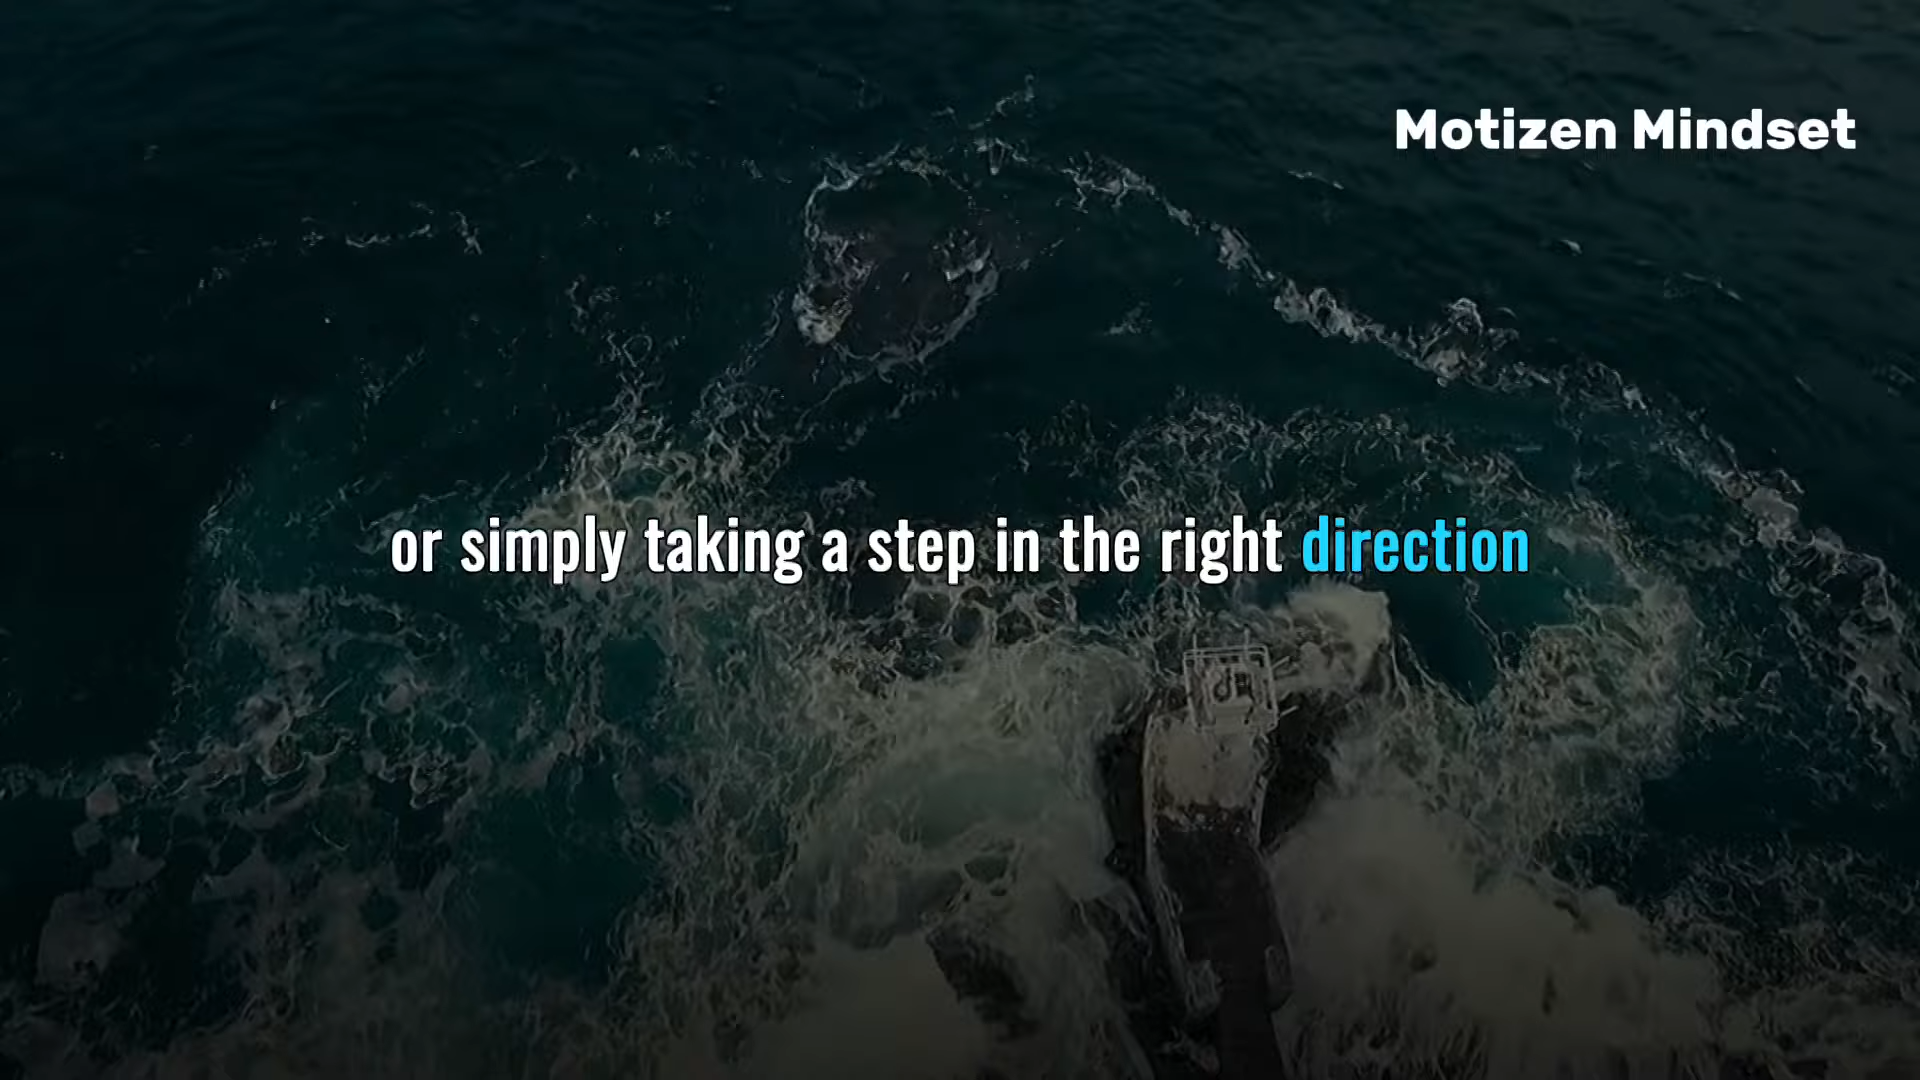 Motizen Mindset
or simply taking a step in the right direction